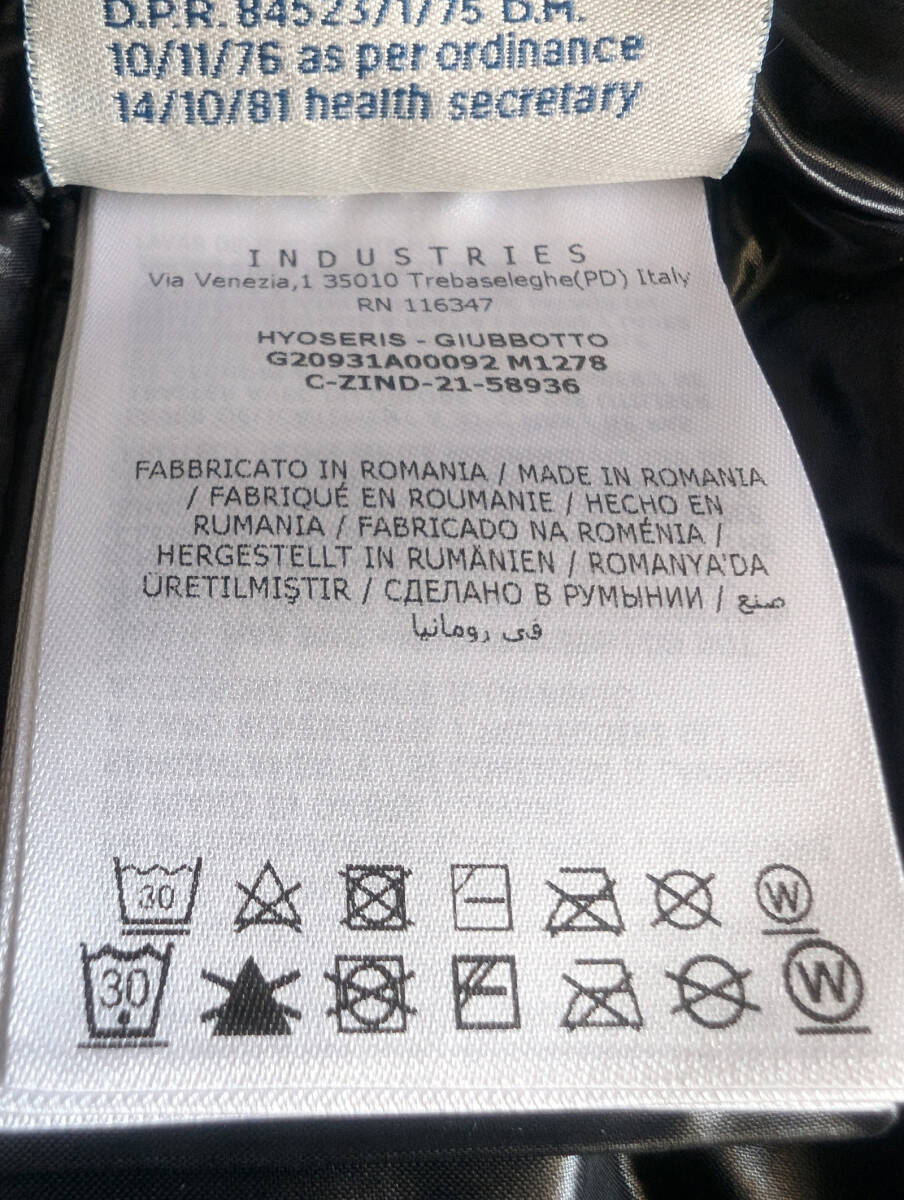 D.P.R. 84523/1/75 D.M.
10/11/76 as per ordinance
14/10/81 health secretary
INDUSTRIES
Via Venezia,1 35010 Trebaseleghe(PD) Italy
RN 116347
HYOSERIS - GIUBBOTTO
G20931A00092 M1278
C-ZIND-21-58936
FABBRICATO IN ROMANIA / MADE IN ROMANIA
/ FABRIQUÉ EN ROUMANIE / HECHO EN
RUMANIA / FABRICADO NA ROMÉNIA /
HERGESTELLT IN RUMÄNIEN / ROMANYA'DA
ÜRETILMIŞTIR / СДЕЛАНО В РУМЫНИИ / صنع
فى رومانيا
30 W
30 W